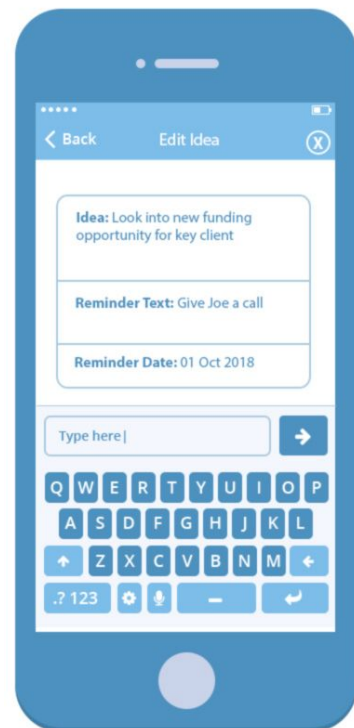 Back Edit Idea X
Idea: Look into new funding
opportunity for key client
Reminder Text: Give Joe a call
Reminder Date: 01 Oct 2018
Type here|
Q W E R T Y U I O P
A S D F G H J K L
Z X C V B N M
.? 123